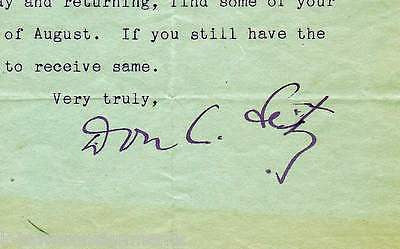 ay and returning, find some of your
of August. If you still have the
to receive same.
Very truly,
Don C. Seitz